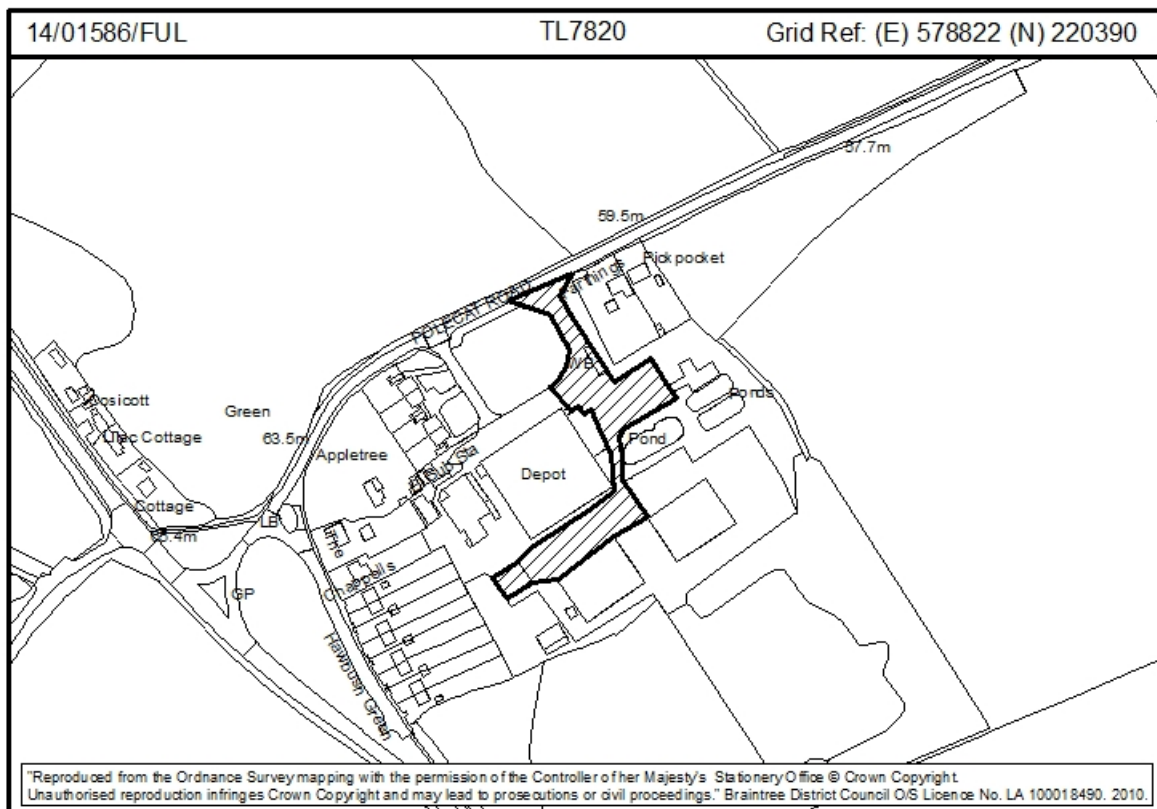 14/01586/FUL TL7820 Grid Ref: (E) 578822 (N) 220390
57.7m
59.5m
Pickpocket
POLECAT ROAD
WB
Ponds
Lilac Cottage
Green
63.5m
Appletree
Sub Sta
Pond
Depot
Cottage
LB
GP
Chappells
Hawbush Green
"Reproduced from the Ordnance Survey mapping with the permission of the Controller of her Majesty's Stationery Office © Crown Copyright.
Unauthorised reproduction infringes Crown Copyright and may lead to prosecutions or civil proceedings." Braintree District Council O/S Licence No. LA 100018490. 2010.